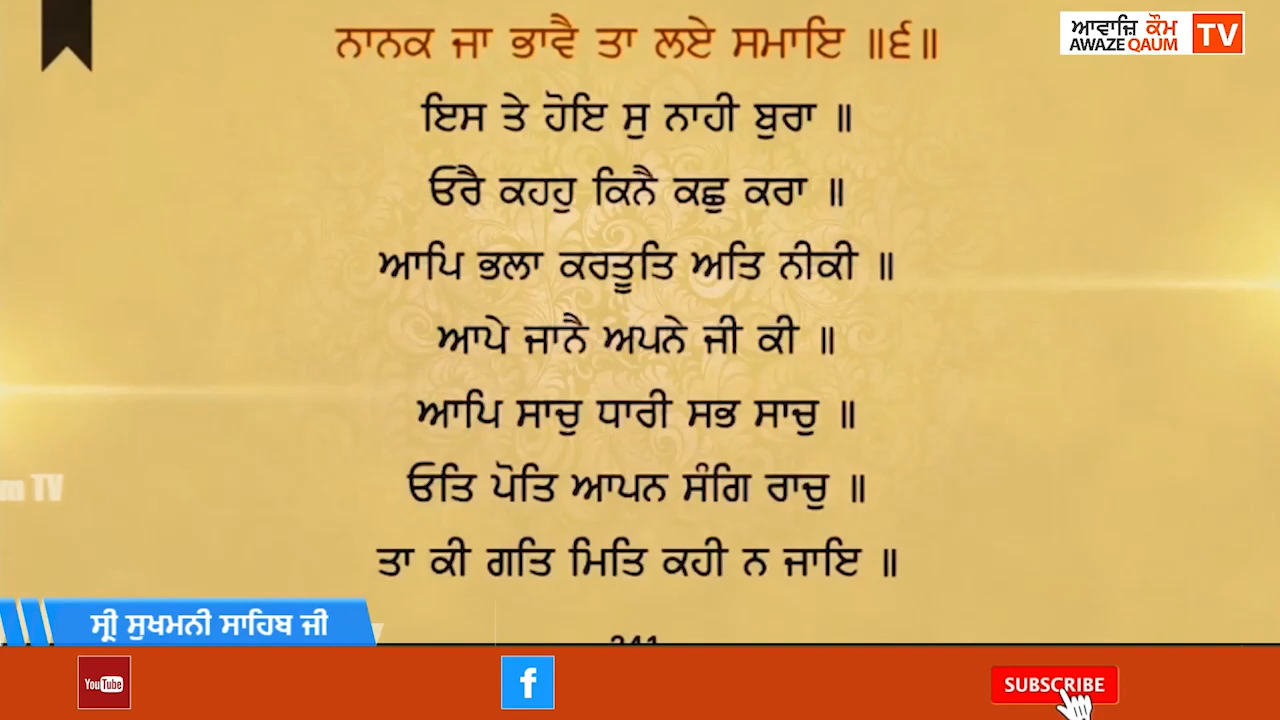 ਨਾਨਕ ਜਾ ਭਾਵੈ ਤਾ ਲਏ ਸਮਾਇ ॥੬॥
ਆਵਾਜ਼ਿ ਕੌਮ
AWAZE QAUM
TV
ਇਸ ਤੇ ਹੋਇ ਸੁ ਨਾਹੀ ਬੁਰਾ ॥
ਓਰੈ ਕਹਹੁ ਕਿਨੈ ਕਛੁ ਕਰਾ ॥
ਆਪਿ ਭਲਾ ਕਰਤੂਤਿ ਅਤਿ ਨੀਕੀ ॥
ਆਪੇ ਜਾਨੈ ਅਪਨੇ ਜੀ ਕੀ ॥
ਆਪਿ ਸਾਚੁ ਧਾਰੀ ਸਭ ਸਾਚੁ ॥
ਓਤਿ ਪੋਤਿ ਆਪਨ ਸੰਗਿ ਰਾਚੁ ॥
m TV
ਤਾ ਕੀ ਗਤਿ ਮਿਤਿ ਕਹੀ ਨ ਜਾਇ ॥
ਸ੍ਰੀ ਸੁਖਮਨੀ ਸਾਹਿਬ ਜੀ
YouTube
f
SUBSCRIBE